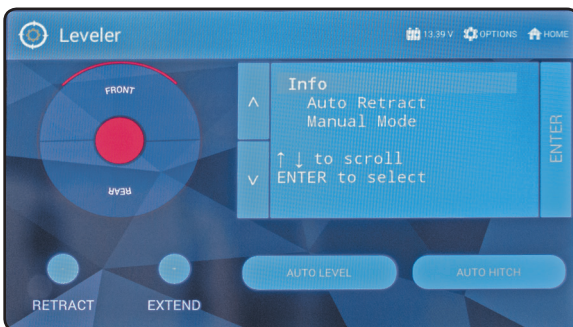 Leveler
13.39 V OPTIONS HOME
FRONT
REAR
Info
Auto Retract
Manual Mode
↑ ↓ to scroll
ENTER to select
ENTER
RETRACT EXTEND
AUTO LEVEL AUTO HITCH